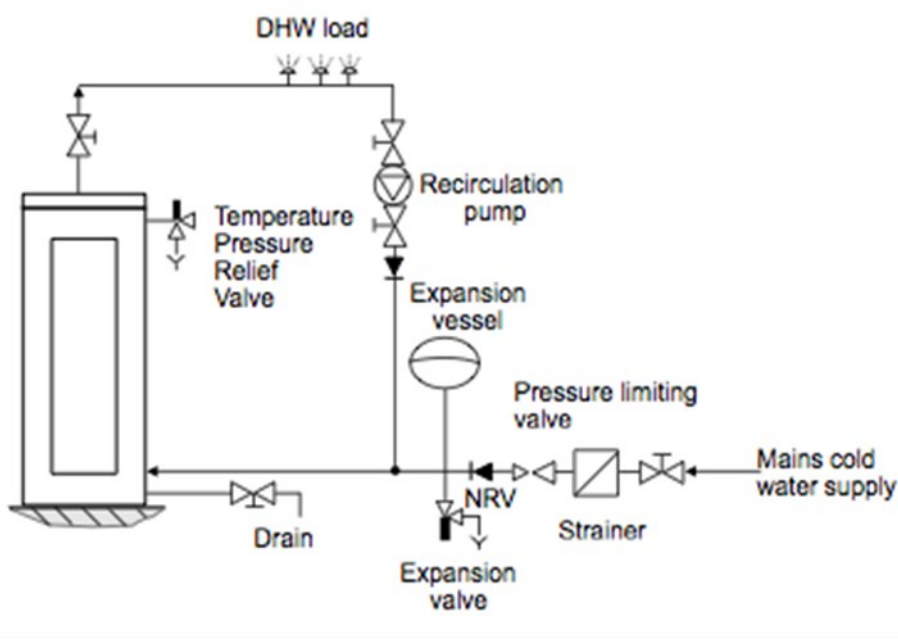 DHW load
Recirculation
pump
Temperature
Pressure
Relief
Valve
Expansion
vessel
Pressure limiting
valve
Mains cold
water supply
NRV
Strainer
Drain
Expansion
valve